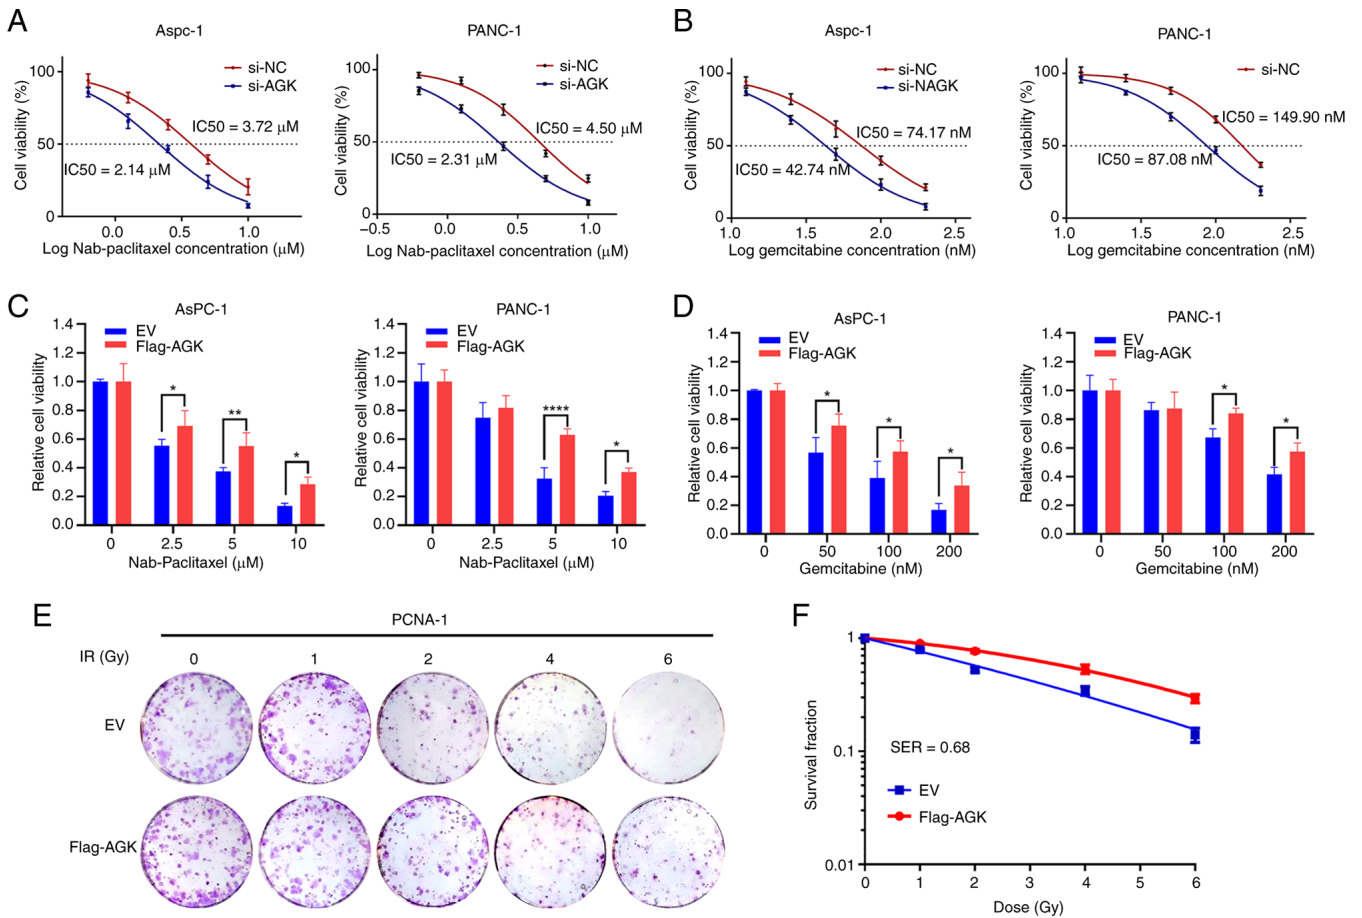 A
Aspc-1
Cell viability (%)
100
50
0
si-NC
si-AGK
IC50 = 3.72 μM
IC50 = 2.14 μM
0.0
0.5
1.0
Log Nab-paclitaxel concentration (μM)
PANC-1
Cell viability (%)
100
50
0
si-NC
si-AGK
IC50 = 4.50 μM
IC50 = 2.31 μM
−0.5
0.0
0.5
1.0
Log Nab-paclitaxel concentration (μM)
B
Aspc-1
Cell viability (%)
100
50
0
si-NC
si-NAGK
IC50 = 74.17 nM
IC50 = 42.74 nM
1.0
1.5
2.0
2.5
Log gemcitabine concentration (nM)
PANC-1
Cell viability (%)
100
50
0
si-NC
IC50 = 149.90 nM
IC50 = 87.08 nM
1.0
1.5
2.0
2.5
Log gemcitabine concentration (nM)
C
AsPC-1
Relative cell viability
1.4
1.2
1.0
0.8
0.6
0.4
0.2
0.0
EV
Flag-AGK
*
**
*
0
2.5
5
10
Nab-Paclitaxel (μM)
PANC-1
Relative cell viability
1.4
1.2
1.0
0.8
0.6
0.4
0.2
0.0
EV
Flag-AGK
****
*
0
2.5
5
10
Nab-Paclitaxel (μM)
D
AsPC-1
Relative cell viability
1.4
1.2
1.0
0.8
0.6
0.4
0.2
0.0
EV
Flag-AGK
*
*
*
0
50
100
200
Gemcitabine (nM)
PANC-1
Relative cell viability
1.4
1.2
1.0
0.8
0.6
0.4
0.2
0.0
EV
Flag-AGK
*
*
0
50
100
200
Gemcitabine (nM)
E
PCNA-1
IR (Gy)
0
1
2
4
6
EV
Flag-AGK
F
Survival fraction
1
0.1
0.01
SER = 0.68
EV
Flag-AGK
0
1
2
3
4
5
6
Dose (Gy)